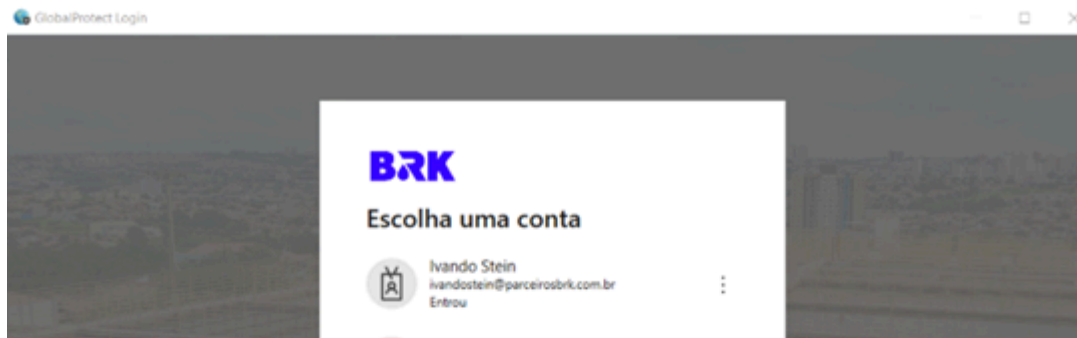 GlobalProtect Login
BRK
Escolha uma conta
Ivando Stein
ivandostein@parceirosbrk.com.br
Entrou